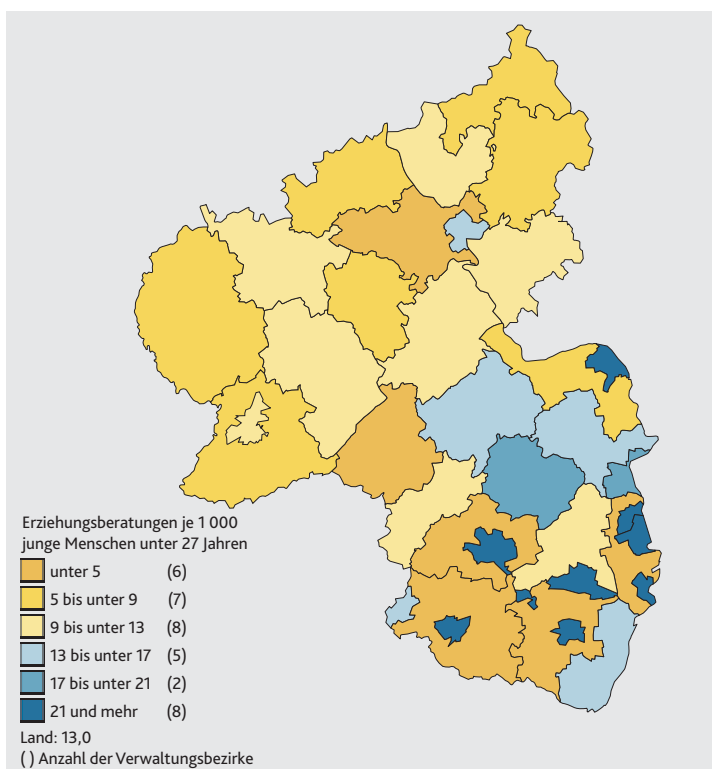 Erziehungsberatungen je 1 000
junge Menschen unter 27 Jahren
unter 5 (6)
5 bis unter 9 (7)
9 bis unter 13 (8)
13 bis unter 17 (5)
17 bis unter 21 (2)
21 und mehr (8)
Land: 13,0
( ) Anzahl der Verwaltungsbezirke